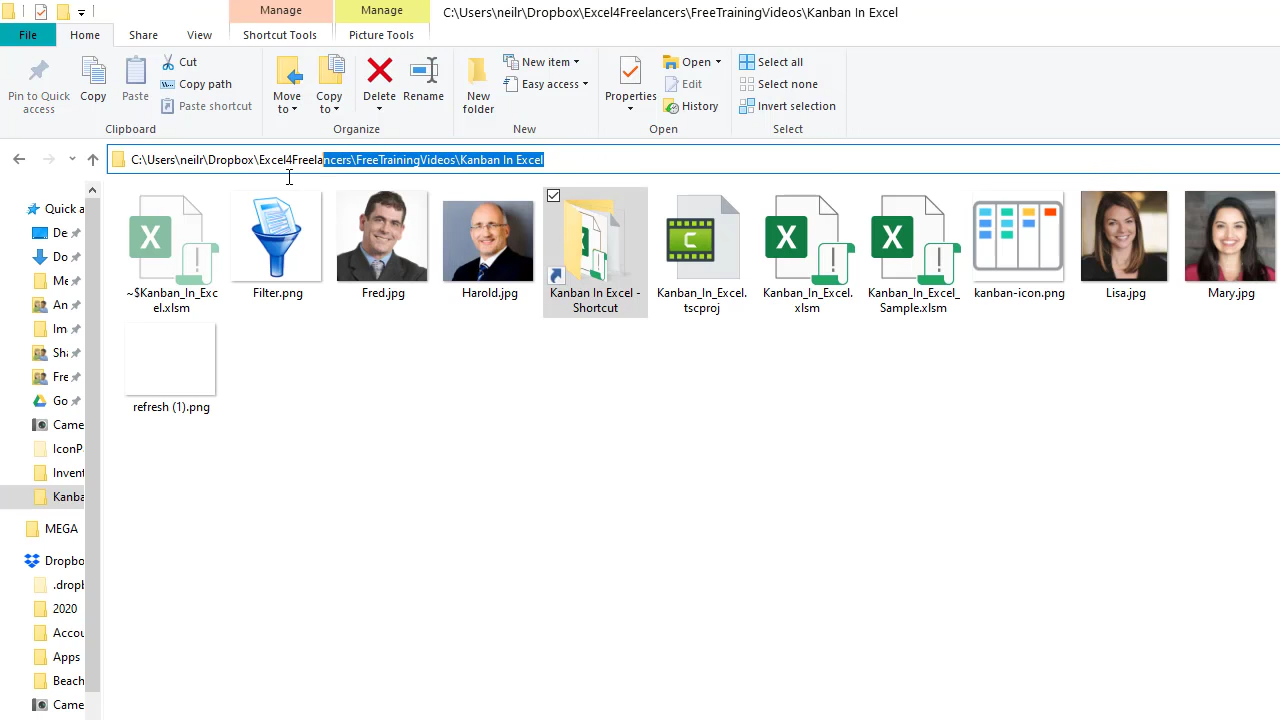 Manage
Manage
C:\Users\neilr\Dropbox\Excel4Freelancers\FreeTrainingVideos\Kanban In Excel
File
Home
Share
View
Shortcut Tools
Picture Tools
Pin to Quick access
Copy
Paste
Cut
Copy path
Paste shortcut
Move to
Copy to
Delete
Rename
New folder
New item
Easy access
Properties
Open
Edit
History
Select all
Select none
Invert selection
Clipboard
Organize
New
Open
Select
C:\Users\neilr\Dropbox\Excel4Freelancers\FreeTrainingVideos\Kanban In Excel
Quick a
De
Do
Me
An
Im
Sha
Fre
Go
Came
IconP
Invent
Kanba
MEGA
Dropbo
.dropb
2020
Accou
Apps
Beach
Came
~$Kanban_In_Exc
el.xlsm
Filter.png
Fred.jpg
Harold.jpg
Kanban In Excel -
Shortcut
Kanban_In_Excel.
tscproj
Kanban_In_Excel.
xlsm
Kanban_In_Excel_
Sample.xlsm
kanban-icon.png
Lisa.jpg
Mary.jpg
refresh (1).png